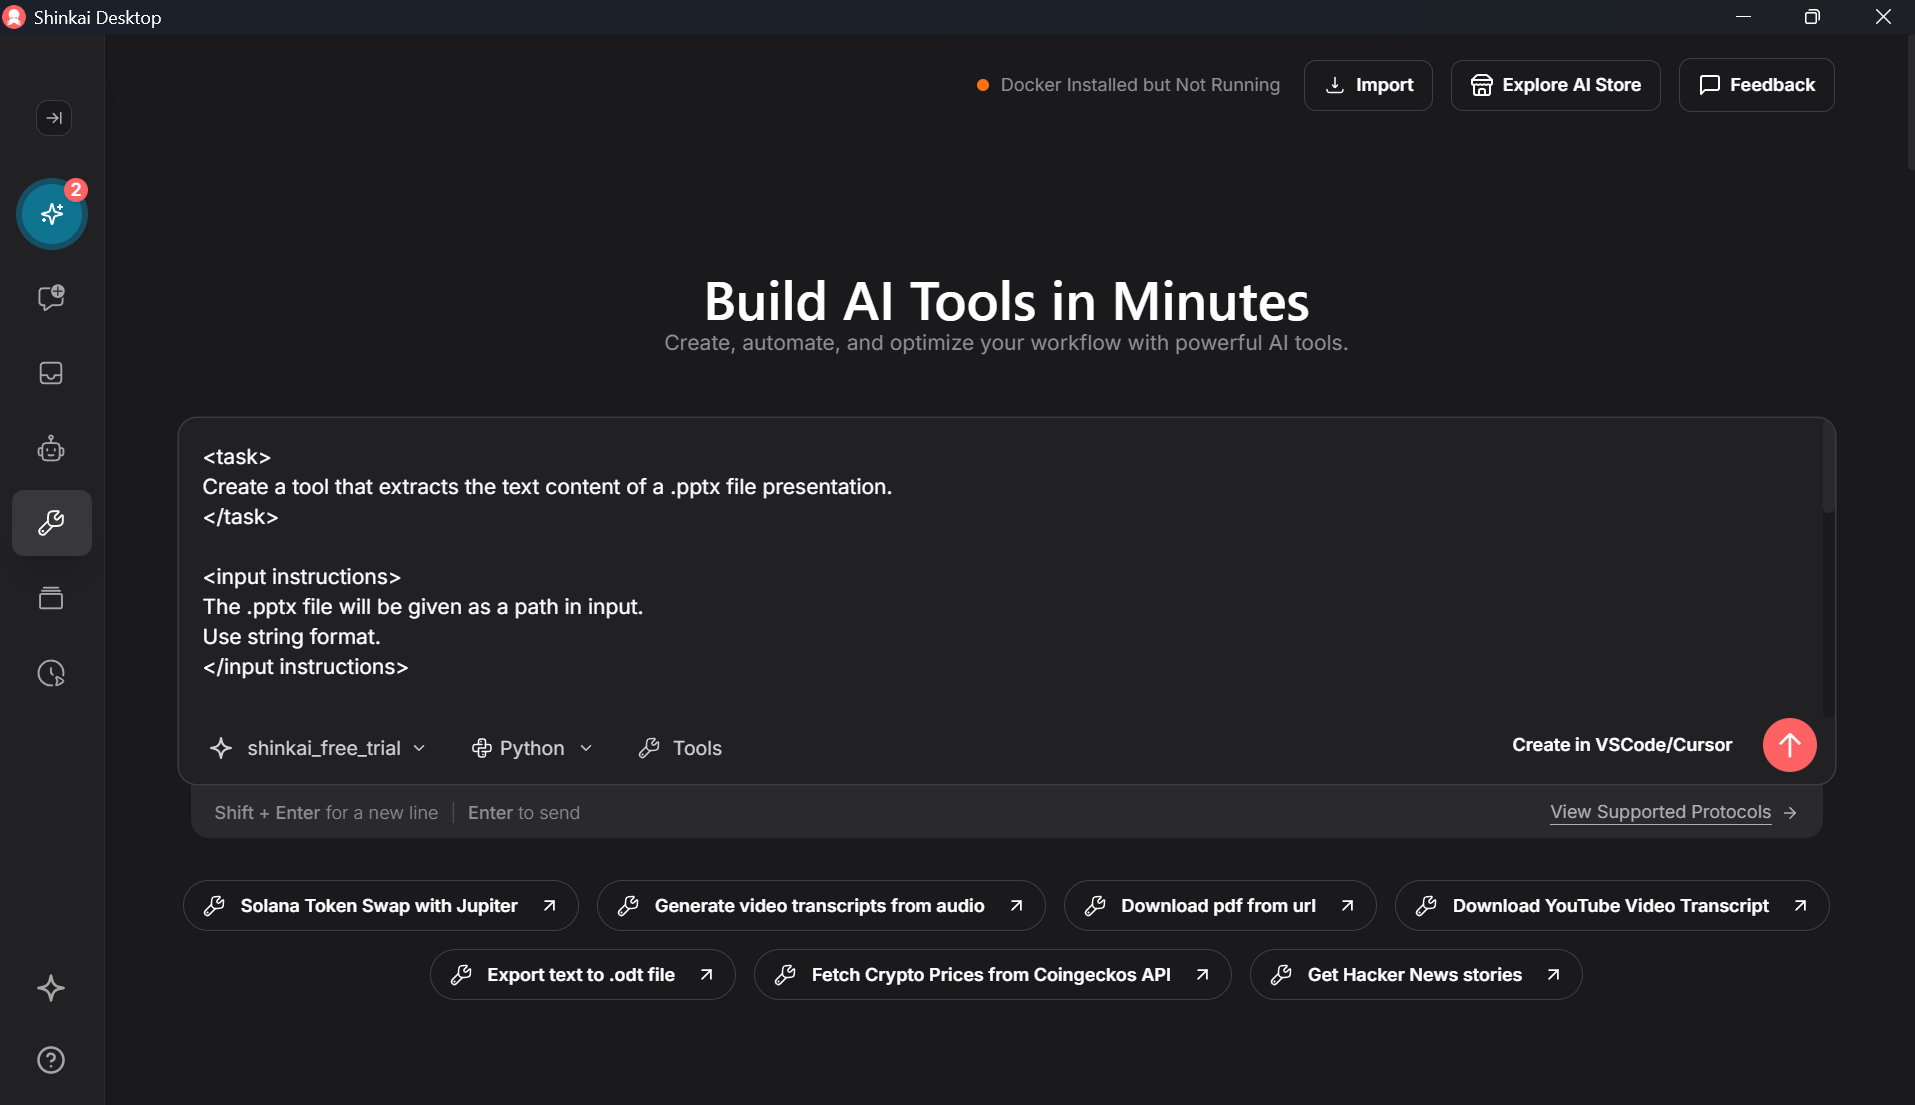 Shinkai Desktop
Docker Installed but Not Running
Import
Explore AI Store
Feedback
2
Build AI Tools in Minutes
Create, automate, and optimize your workflow with powerful AI tools.
<task>
Create a tool that extracts the text content of a .pptx file presentation.
</task>
<input instructions>
The .pptx file will be given as a path in input.
Use string format.
</input instructions>
shinkai_free_trial
Python
Tools
Create in VSCode/Cursor
Shift + Enter for a new line
Enter to send
View Supported Protocols
Solana Token Swap with Jupiter
Generate video transcripts from audio
Download pdf from url
Download YouTube Video Transcript
Export text to .odt file
Fetch Crypto Prices from Coingeckos API
Get Hacker News stories